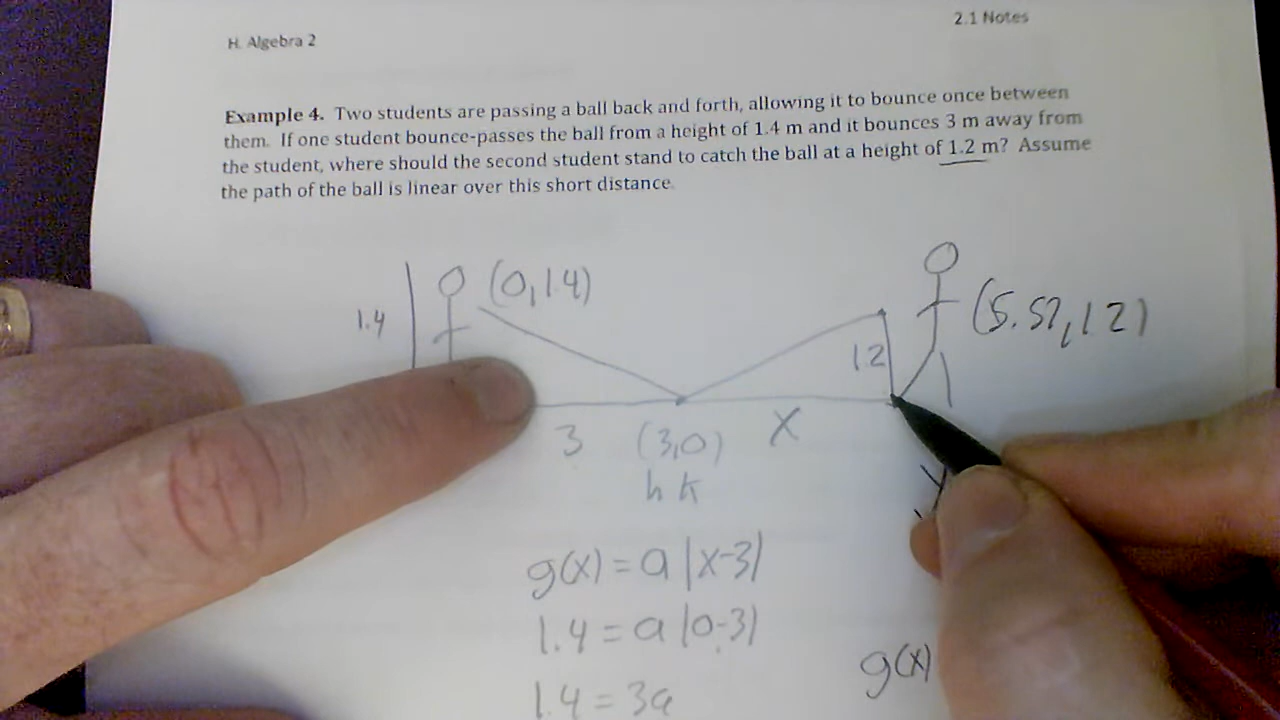 2.1 Notes
H. Algebra 2
Example 4. Two students are passing a ball back and forth, allowing it to bounce once between
them. If one student bounce-passes the ball from a height of 1.4 m and it bounces 3 m away from
the student, where should the second student stand to catch the ball at a height of 1.2 m? Assume
the path of the ball is linear over this short distance.
(0,1.4)
1.4
(5.57,1.2)
1.2
3
(3,0)
X
h k
g(x) = a |x-3|
1.4 = a |0-3|
g(x)
1.4 = 3a